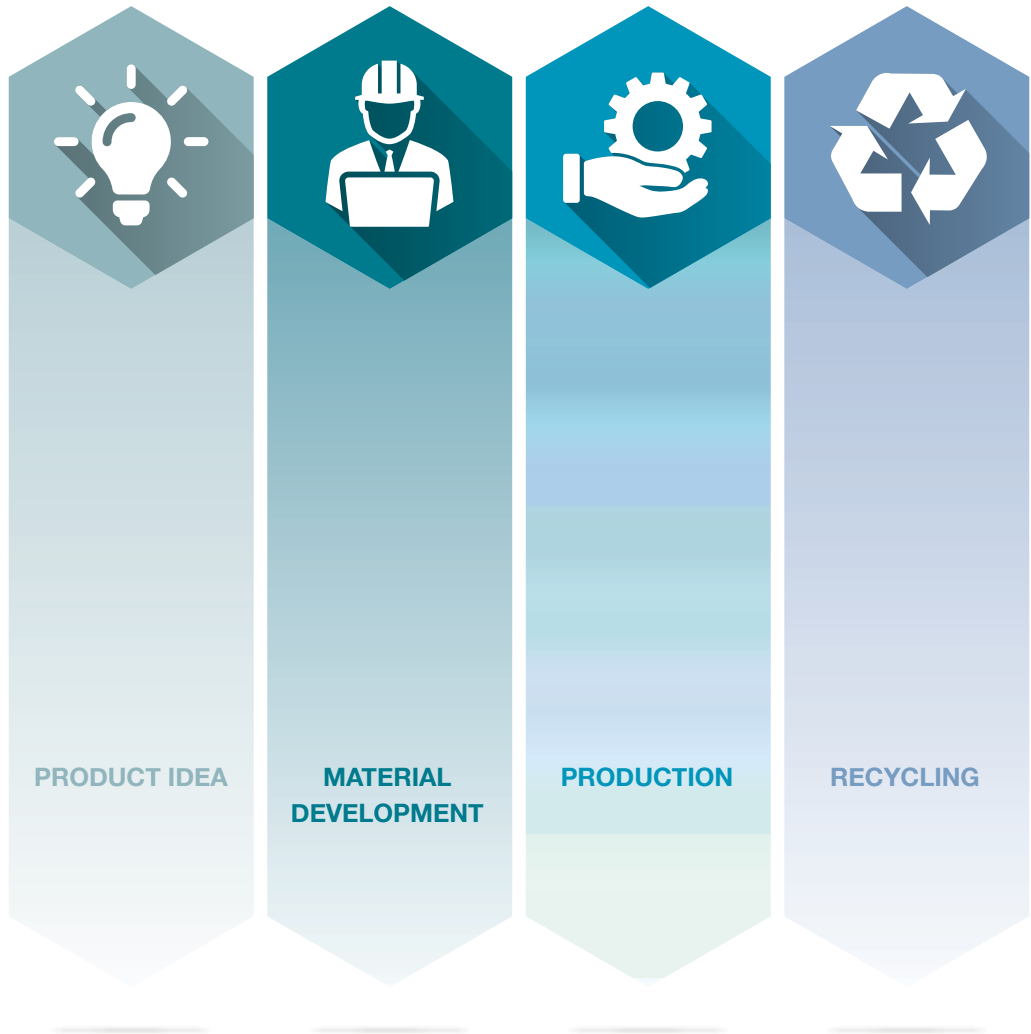 PRODUCT IDEA
MATERIAL
DEVELOPMENT
PRODUCTION
RECYCLING